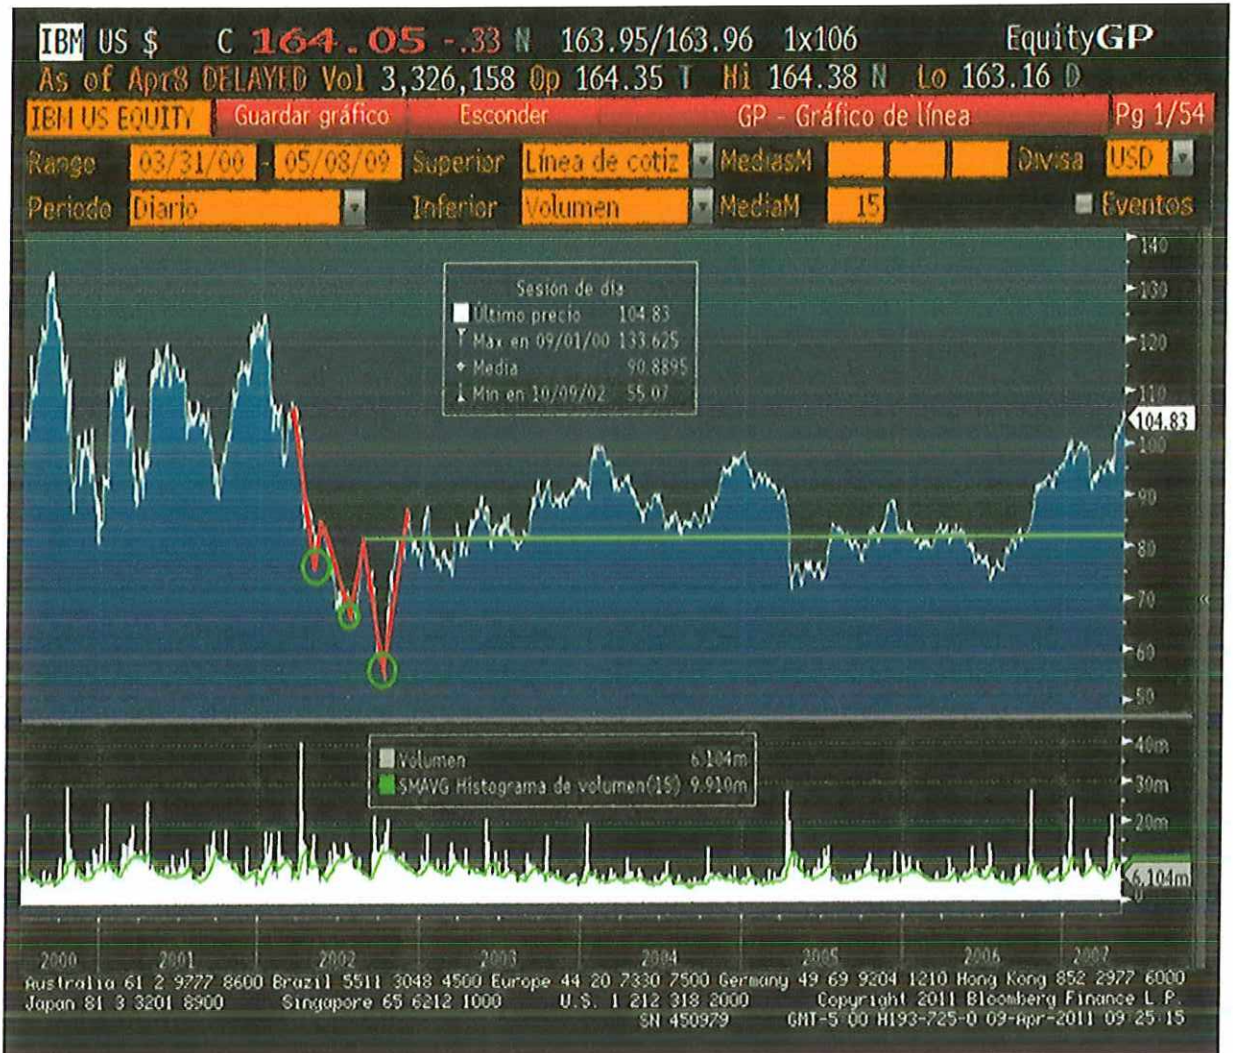 IBM US $ C 164.05 -.33 N 163.95/163.96 1x106 EquityGP
As of Apr8 DELAYED Vol 3,326,158 Op 164.35 T Hi 164.38 N Lo 163.16 D
IBM US EQUITY Guardar gráfico Esconder GP - Gráfico de línea Pg 1/54
Rango 03/31/00 - 05/08/09 Superior Línea de cotiz MediasM Divisa USD
Periodo Diario Inferior Volumen MediaM 15 Eventos
Sesion de dia
Último precio 104.83
Max en 09/01/00 133.625
Media 90.8895
Min en 10/09/02 55.07
140
130
120
110
104.83
100
90
80
70
60
50
Volumen 6.104m
SMAVG Histograma de volumen(15) 9.910m
40m
30m
20m
6.104m
0
2000 2001 2002 2003 2004 2005 2006 2007
Australia 61 2 9777 8600 Brazil 5511 3048 4500 Europe 44 20 7330 7500 Germany 49 69 9204 1210 Hong Kong 852 2977 6000
Japan 81 3 3201 8900 Singapore 65 6212 1000 U.S. 1 212 318 2000 Copyright 2011 Bloomberg Finance L P.
SN 450979 GMT-5 00 H193-725-0 09-Apr-2011 09 25 15